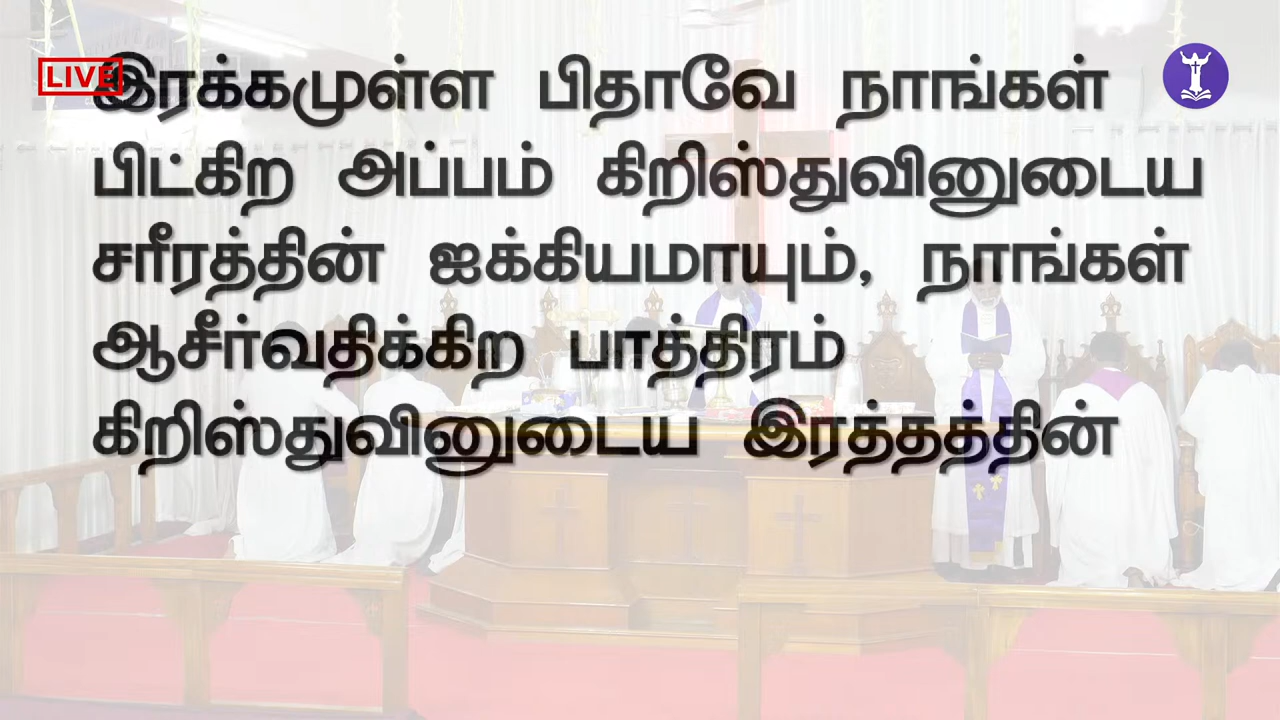 LIVE
இரக்கமுள்ள பிதாவே நாங்கள்
பிட்கிற அப்பம் கிறிஸ்துவினுடைய
சரீரத்தின் ஐக்கியமாயும், நாங்கள்
ஆசீர்வதிக்கிற பாத்திரம்
கிறிஸ்துவினுடைய இரத்தத்தின்